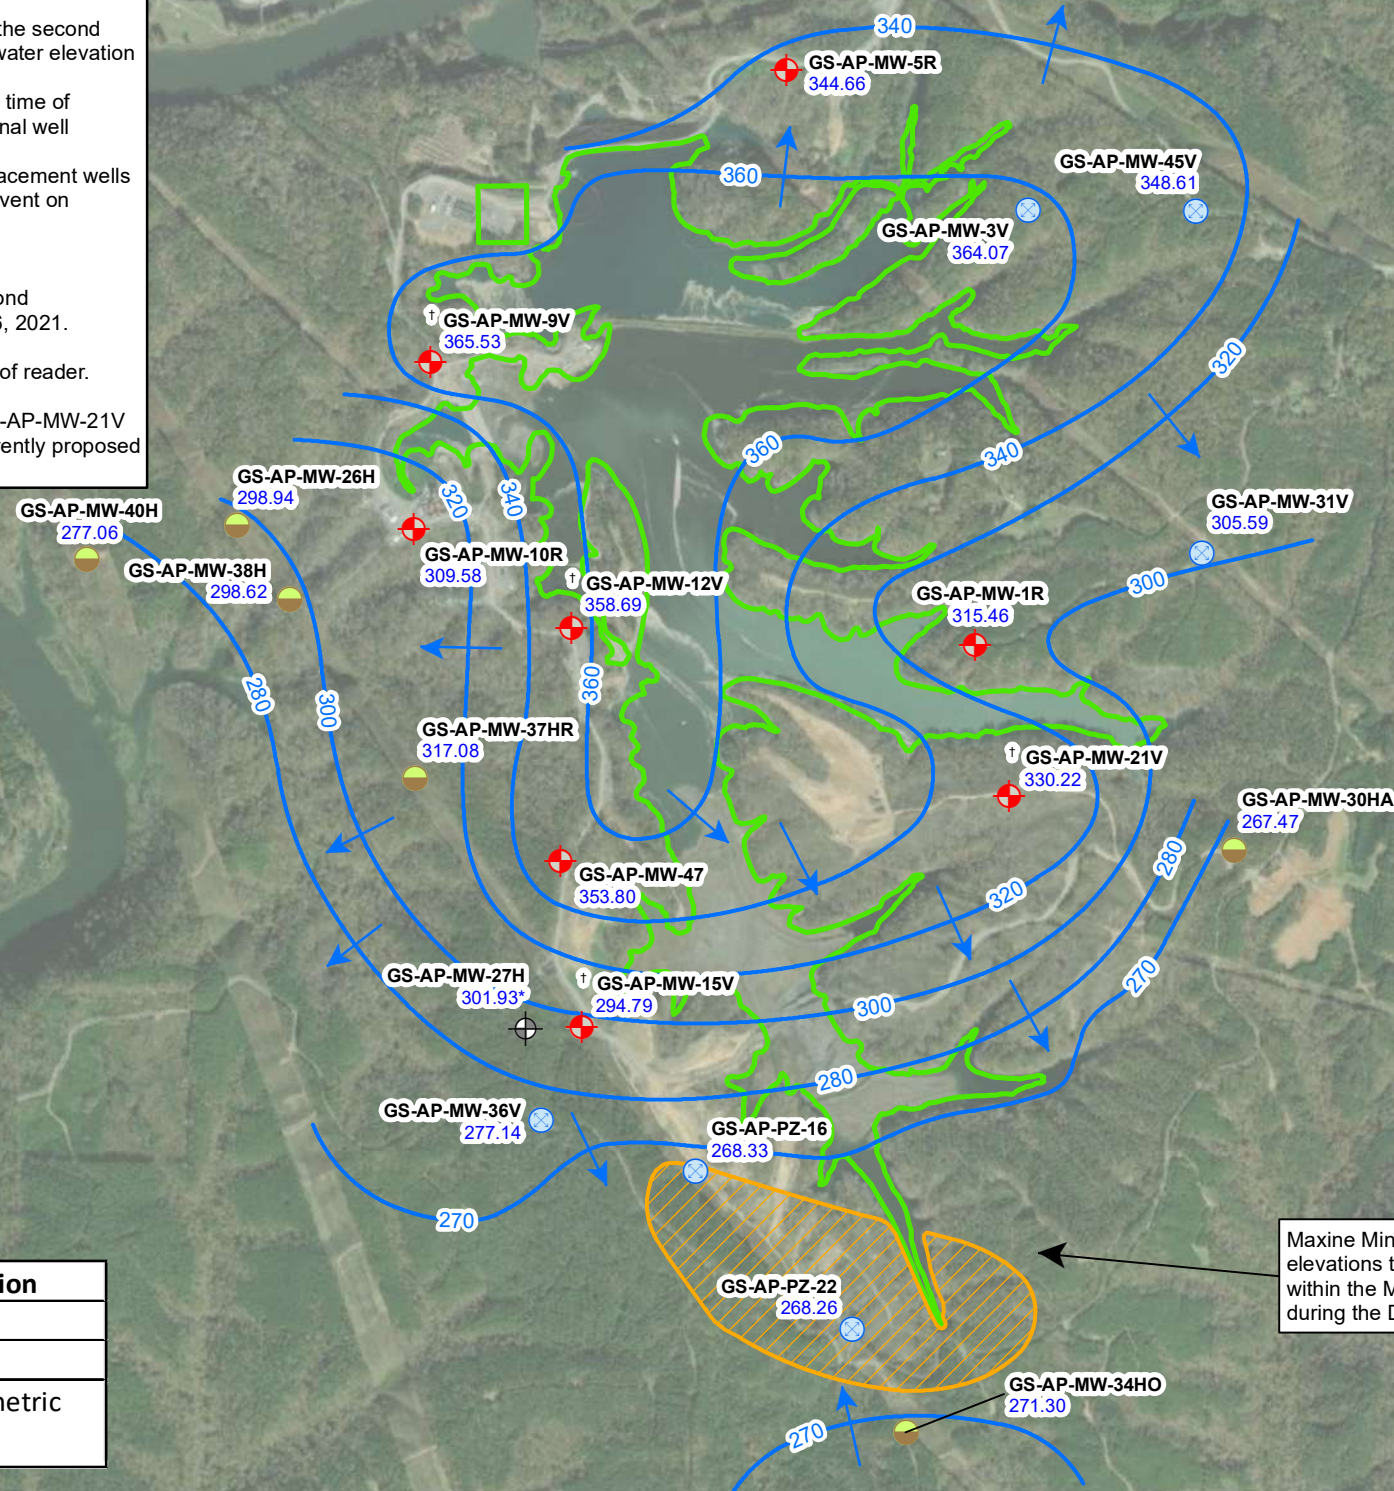 the second
water elevation
time of
nal well
acement wells
vent on
ond
6, 2021.
of reader.
-AP-MW-21V
rently proposed
340
GS-AP-MW-5R
344.66
360
GS-AP-MW-45V
348.61
GS-AP-MW-3V
364.07
† GS-AP-MW-9V
365.53
320
360
340
GS-AP-MW-26H
298.94
320
340
GS-AP-MW-40H
277.06
GS-AP-MW-31V
305.59
GS-AP-MW-10R
309.58
GS-AP-MW-38H
298.62
† GS-AP-MW-12V
358.69
300
GS-AP-MW-1R
315.46
280
300
360
GS-AP-MW-37HR
317.08
† GS-AP-MW-21V
330.22
GS-AP-MW-30HA
267.47
280
GS-AP-MW-47
353.80
320
GS-AP-MW-27H
301.93*
† GS-AP-MW-15V
294.79
270
300
280
GS-AP-MW-36V
277.14
GS-AP-PZ-16
268.33
270
Maxine Min
elevations t
within the M
during the D
ion
GS-AP-PZ-22
268.26
netric
GS-AP-MW-34HO
271.30
270